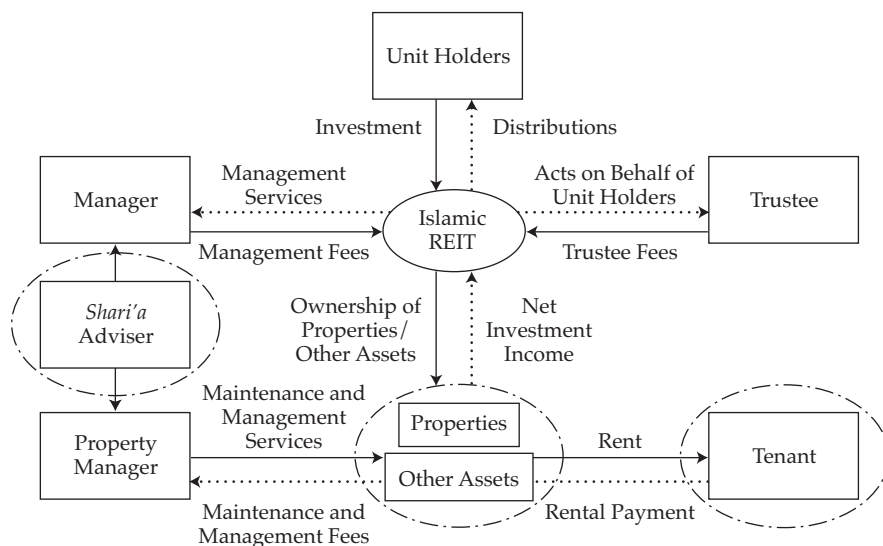 Unit Holders
Investment
Distributions
Manager
Management
Services
Management Fees
Islamic
REIT
Acts on Behalf of
Unit Holders
Trustee Fees
Trustee
Shari'a
Adviser
Ownership of
Properties/
Other Assets
Net
Investment
Income
Property
Manager
Maintenance and
Management
Services
Maintenance and
Management Fees
Properties
Other Assets
Rent
Rental Payment
Tenant